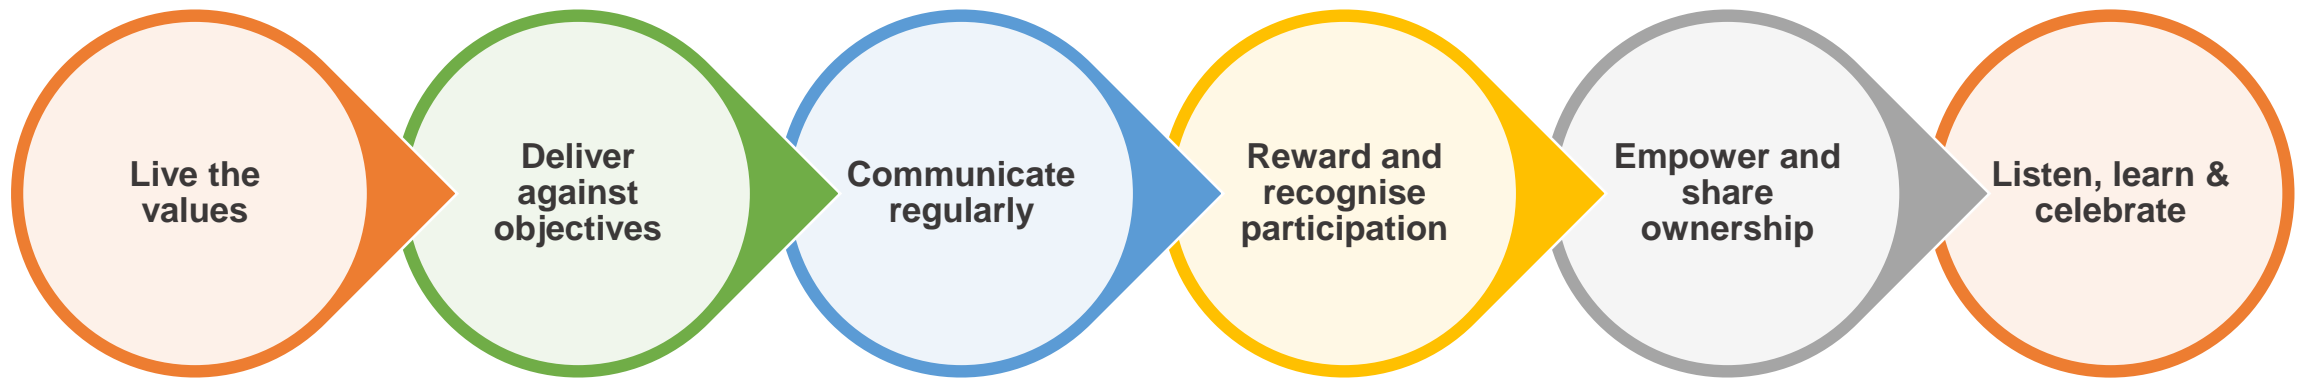 Live the
values
Deliver
against
objectives
Communicate
regularly
Reward and
recognise
participation
Empower and
share
ownership
Listen, learn &
celebrate